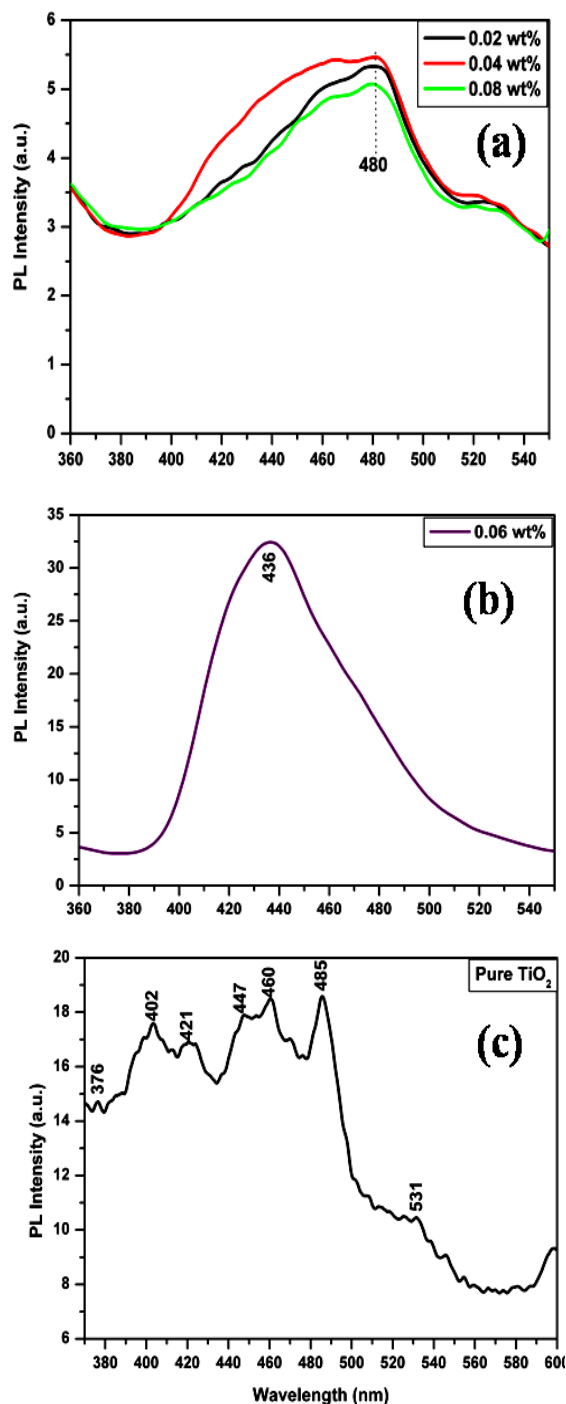 6
5
4
3
2
1
0
PL Intensity (a.u.)
0.02 wt%
0.04 wt%
0.08 wt%
(a)
480
360 380 400 420 440 460 480 500 520 540
35
30
25
20
15
10
5
0
PL Intensity (a.u.)
0.06 wt%
436
(b)
360 380 400 420 440 460 480 500 520 540
20
18
16
14
12
10
8
6
PL Intensity (a.u.)
Pure TiO₂
376
402
421
447
460
485
531
(c)
380 400 420 440 460 480 500 520 540 560 580 600
Wavelength (nm)